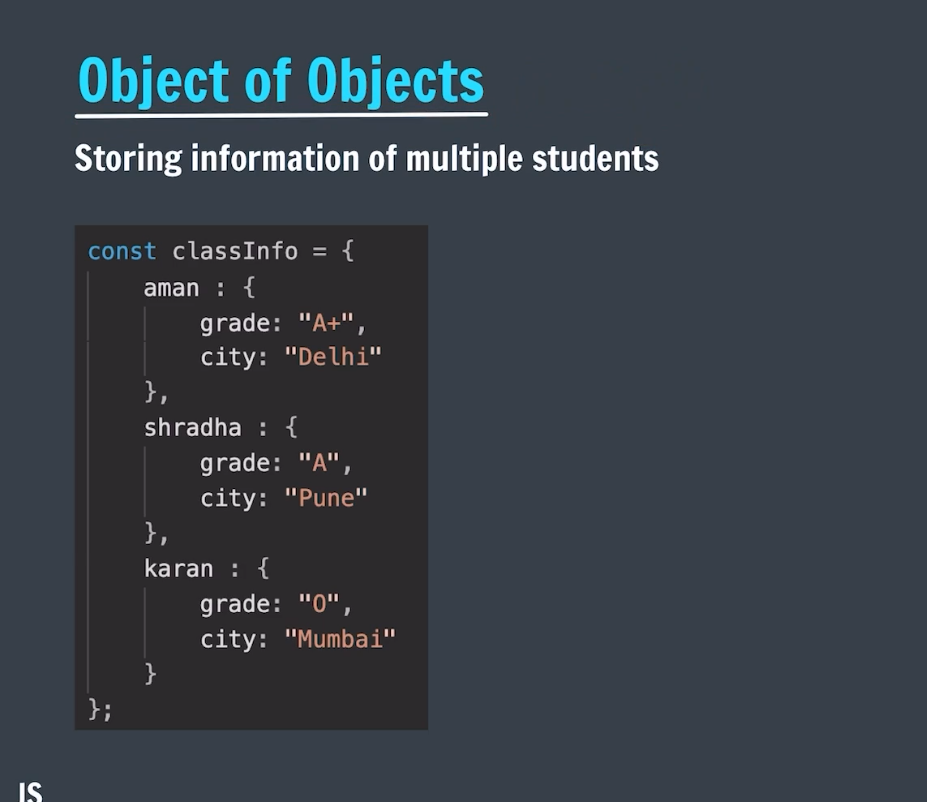 Object of Objects
Storing information of multiple students
const classInfo = {
    aman : {
        grade: "A+",
        city: "Delhi"
    },
    shradha : {
        grade: "A",
        city: "Pune"
    },
    karan : {
        grade: "O",
        city: "Mumbai"
    }
};
JS